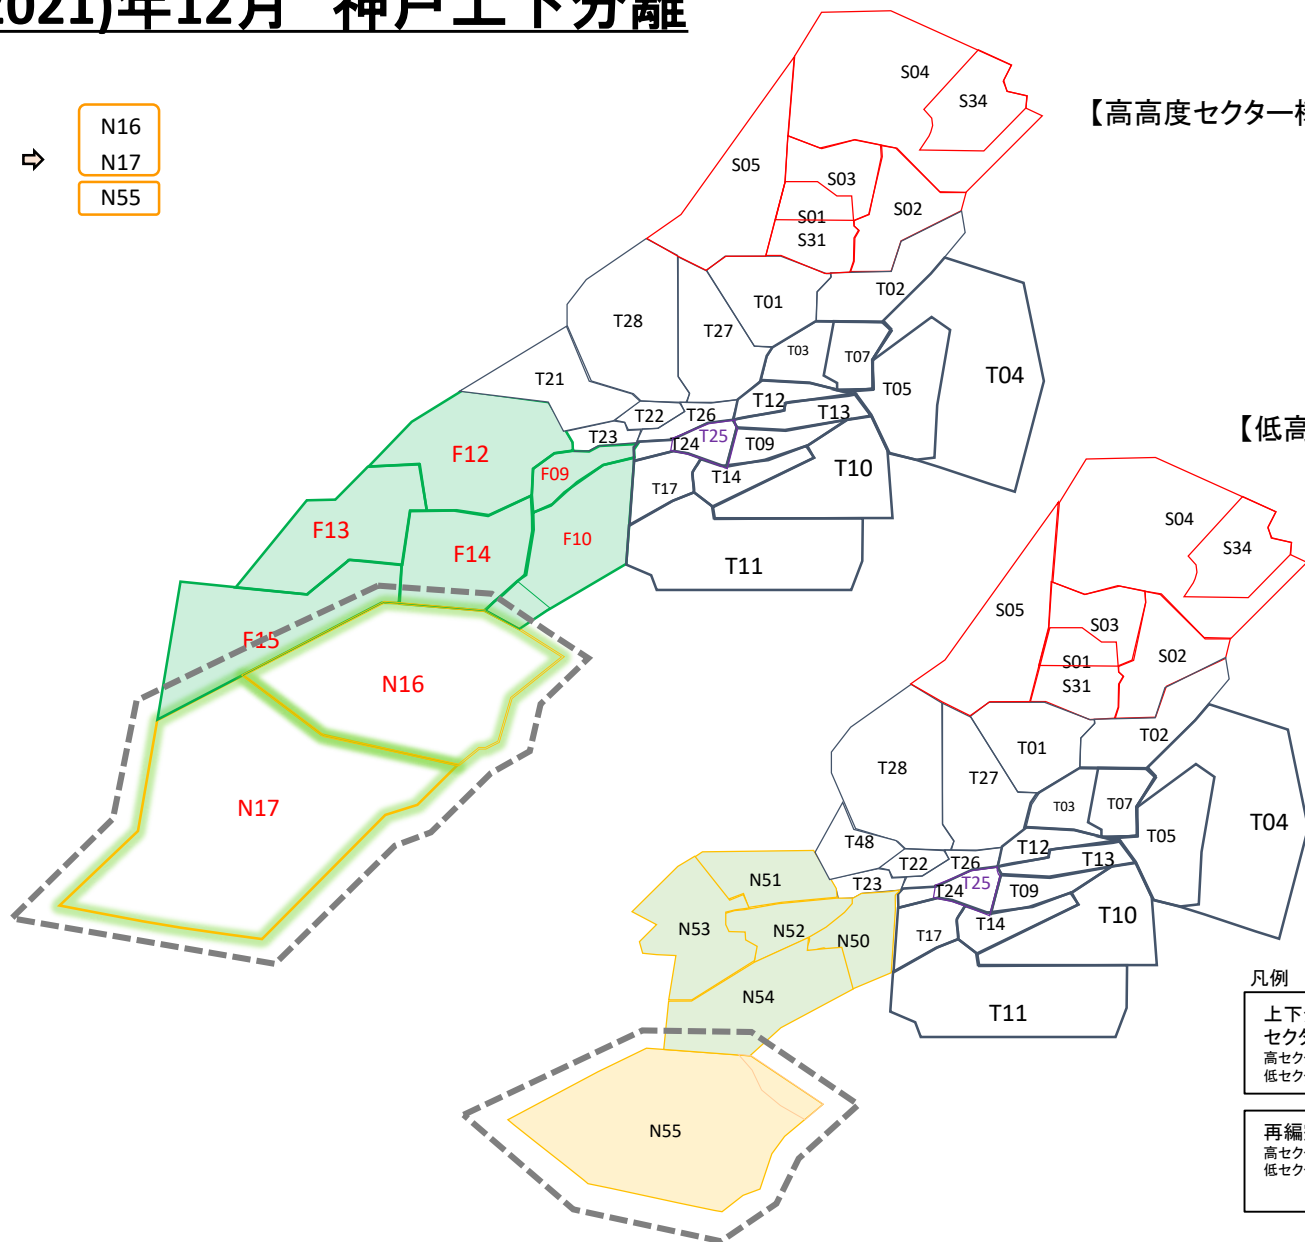 2021)年12月 神戸上下分離
N16
N17
N55
【高高度セクター
S04
S34
S05
S03
S02
S01
S31
T28
T27
T01
T02
T03
T07
T04
T05
T21
T22
T26
T12
T13
T23
T24
T25
T09
T10
T14
T17
T11
F12
F09
F13
F14
F10
F15
N16
N17
【低高
S04
S34
S05
S03
S02
S01
S31
T28
T27
T01
T02
T03
T07
T04
T05
T48
T22
T26
T12
T13
T23
T24
T25
T09
T10
T14
T17
T11
N51
N53
N52
N50
N54
N55
凡例
上下
セク
高セク
低セク
再編
高セク
低セク